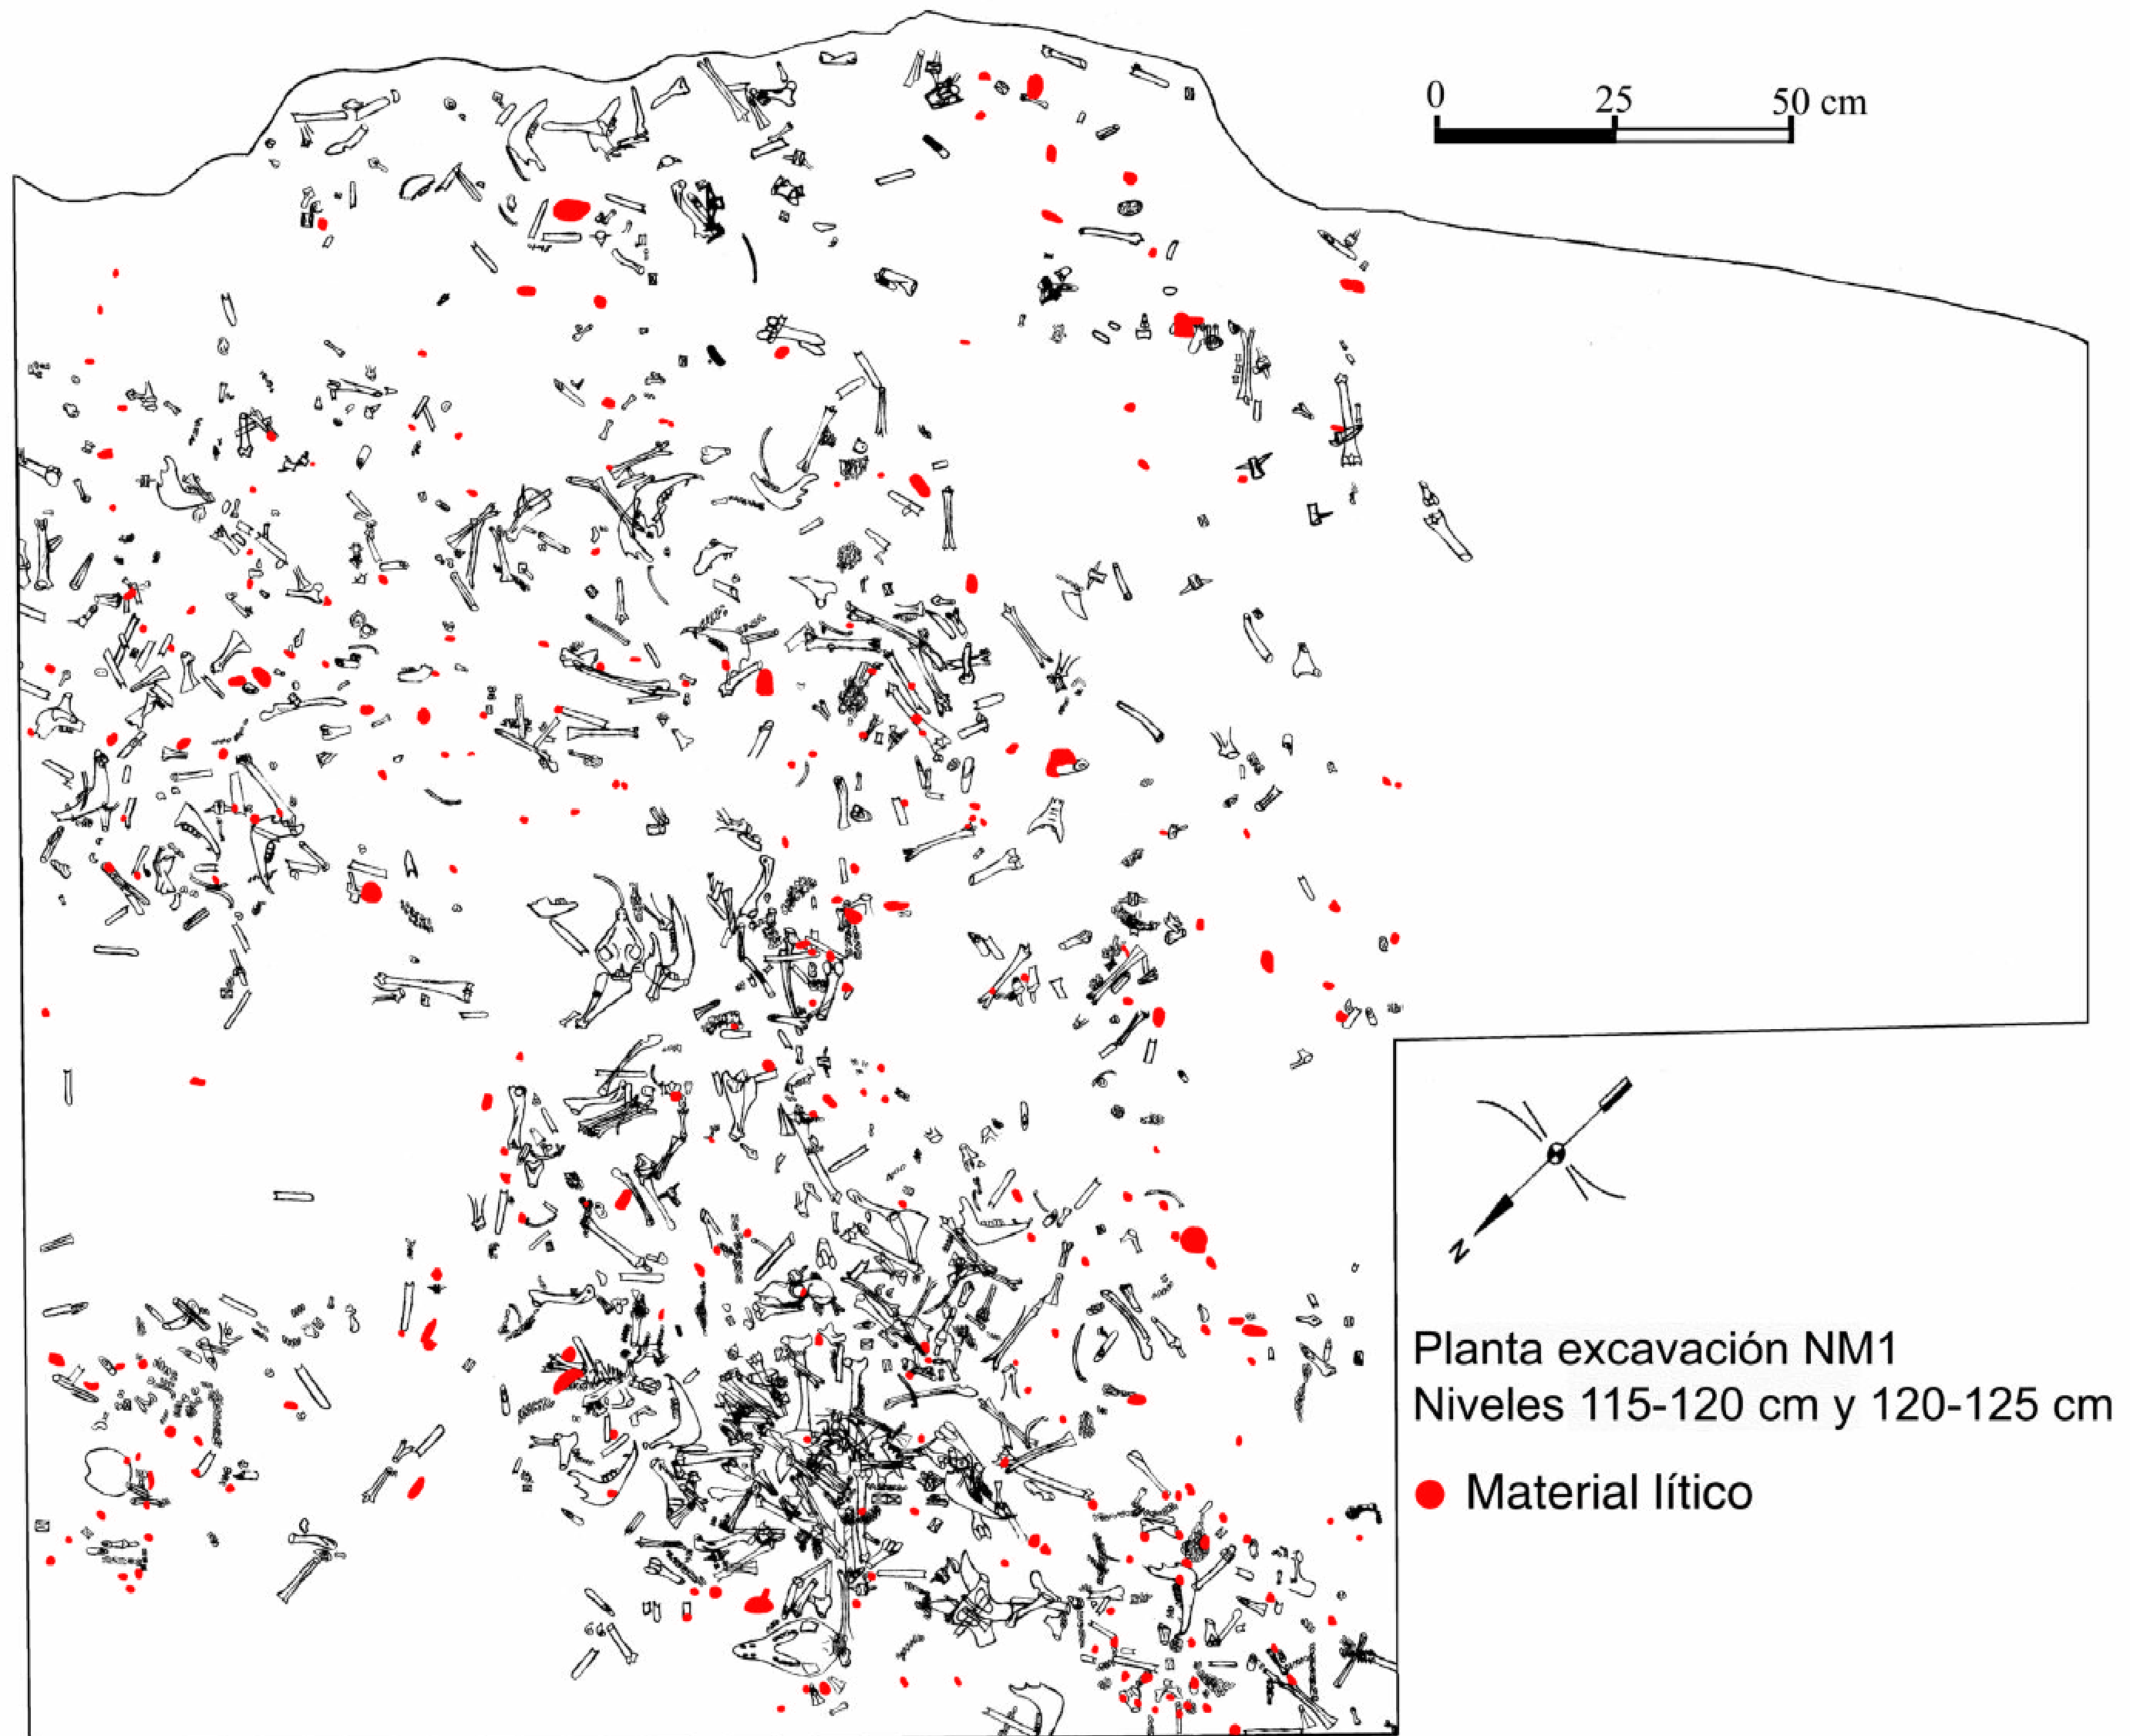 0 25 50 cm
N
Planta excavación NM1
Niveles 115-120 cm y 120-125 cm
Material lítico